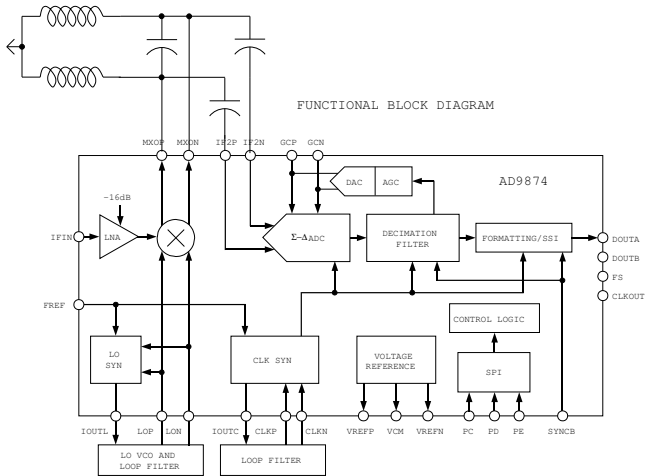 FUNCTIONAL BLOCK DIAGRAM
MXOP MXON IF2P IF2N GCP GCN
DAC AGC
AD9874
–16dB
IFIN
LNA
Σ–Δ ADC
DECIMATION
FILTER
FORMATTING/SSI
DOUTA
DOUTB
FS
CLKOUT
FREF
CONTROL LOGIC
LO
SYN
CLK SYN
VOLTAGE
REFERENCE
SPI
IOUTL LOP LON IOUTC CLKP CLKN VREFP VCM VREFN PC PD PE SYNCB
LO VCO AND
LOOP FILTER
LOOP FILTER